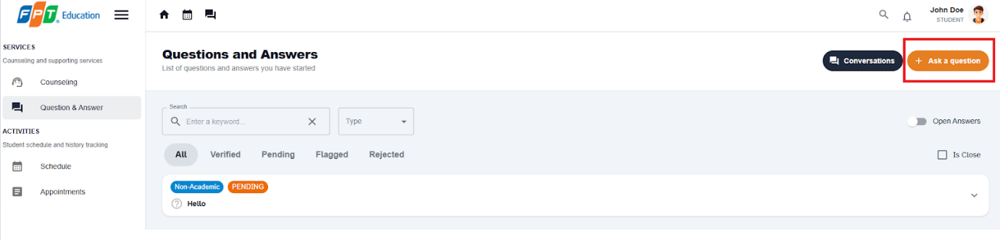 FPT Education
John Doe
STUDENT
SERVICES
Counseling and supporting services
Counseling
Question & Answer
ACTIVITIES
Student schedule and history tracking
Schedule
Appointments
Questions and Answers
List of questions and answers you have started
Conversations
+ Ask a question
Search
Enter a keyword...
Type
Open Answers
All Verified Pending Flagged Rejected
Is Close
Non-Academic PENDING
Hello